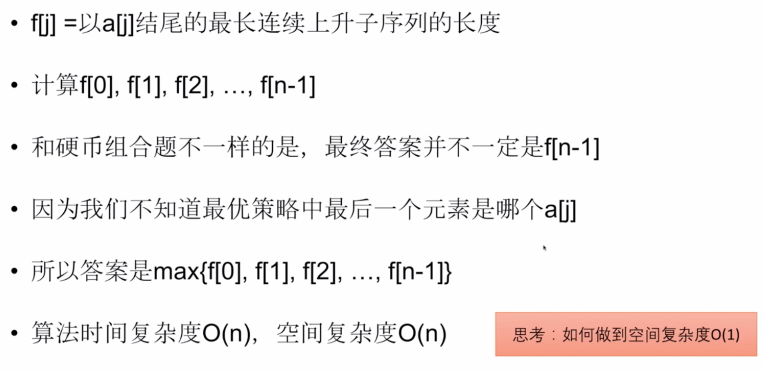 • f[j] =以a[j]结尾的最长连续上升子序列的长度
• 计算f[0], f[1], f[2], …, f[n-1]
• 和硬币组合题不一样的是，最终答案并不一定是f[n-1]
• 因为我们不知道最优策略中最后一个元素是哪个a[j]
• 所以答案是max{f[0], f[1], f[2], …, f[n-1]}
• 算法时间复杂度O(n)，空间复杂度O(n)
思考：如何做到空间复杂度O(1)